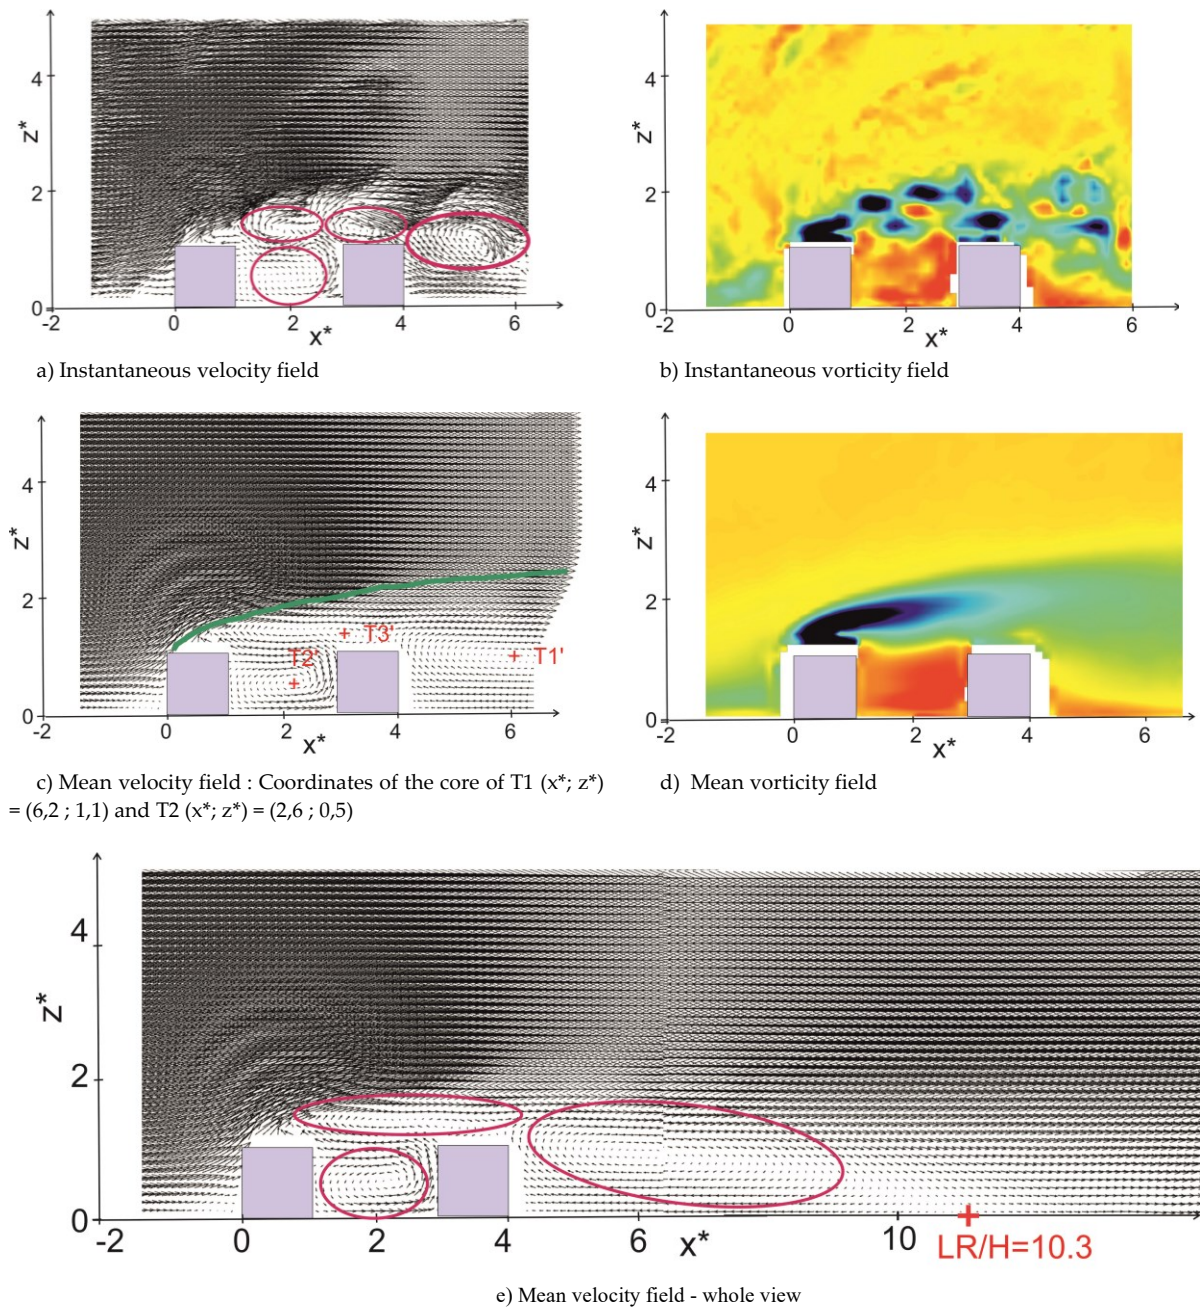 z*
4
2
0
-2
0
2
4
6
x*
a) Instantaneous velocity field
z*
4
2
0
-2
0
2
4
6
x*
b) Instantaneous vorticity field
z*
4
2
0
T3'
T2'
T1'
-2
0
2
4
6
x*
c) Mean velocity field : Coordinates of the core of T1 (x*; z*)
= (6,2 ; 1,1) and T2 (x*; z*) = (2,6 ; 0,5)
z*
4
2
0
-2
0
2
4
6
x*
d) Mean vorticity field
z*
4
2
0
-2
0
2
4
6
x*
10
LR/H=10.3
e) Mean velocity field - whole view